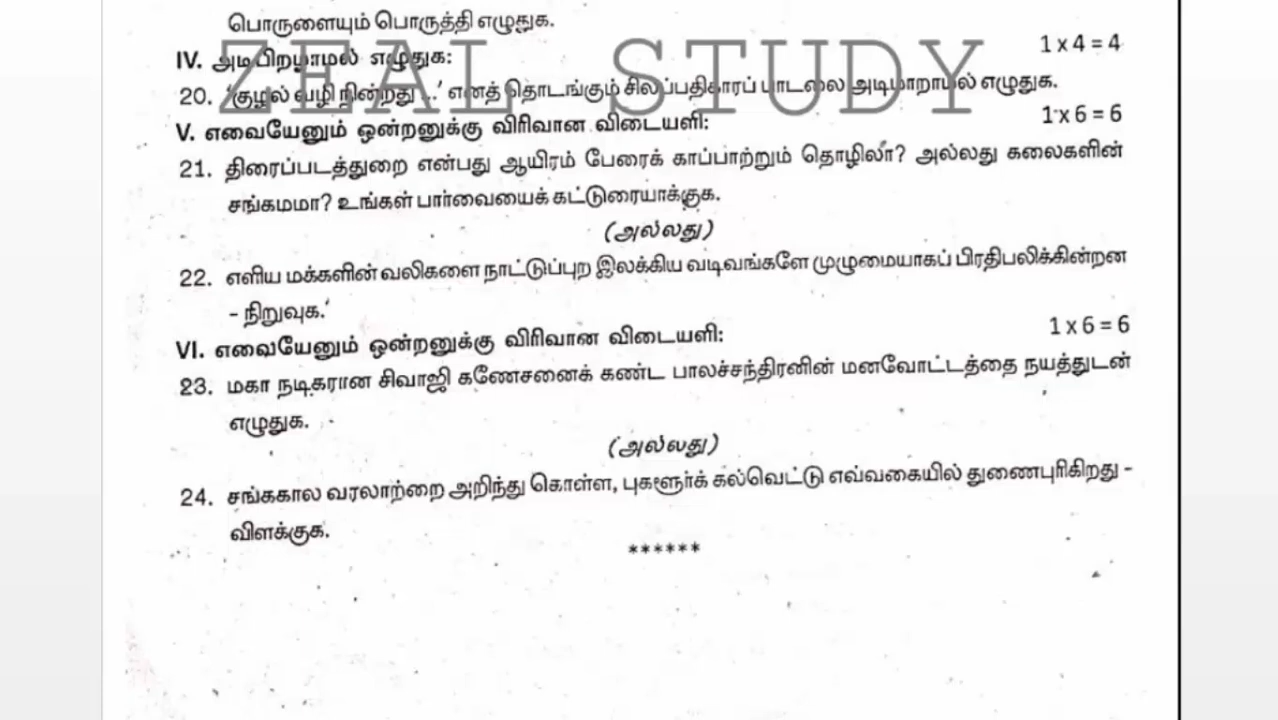 பொருளையும் பொருத்தி எழுதுக.
ZEAL STUDY
IV. அடிபிறழாமல் எழுதுக: 1 x 4 = 4
20. 'குழல் வழி நின்றது ...' எனத் தொடங்கும் சிலப்பதிகாரப் பாடலை அடிமாறாமல் எழுதுக.
V. எவையேனும் ஒன்றனுக்கு விரிவான விடையளி: 1 x 6 = 6
21. திரைப்படத்துறை என்பது ஆயிரம் பேரைக் காப்பாற்றும் தொழிலா? அல்லது கலைகளின்
சங்கமமா? உங்கள் பார்வையைக் கட்டுரையாக்குக.
(அல்லது)
22. எளிய மக்களின் வலிகளை நாட்டுப்புற இலக்கிய வடிவங்களே முழுமையாகப் பிரதிபலிக்கின்றன
- நிறுவுக.'
VI. எவையேனும் ஒன்றனுக்கு விரிவான விடையளி: 1 x 6 = 6
23. மகா நடிகரான சிவாஜி கணேசனைக் கண்ட பாலச்சந்திரனின் மனவோட்டத்தை நயத்துடன்
எழுதுக.
(அல்லது)
24. சங்ககால வரலாற்றை அறிந்து கொள்ள, புகளூர்க் கல்வெட்டு எவ்வகையில் துணைபுரிகிறது -
விளக்குக.
******